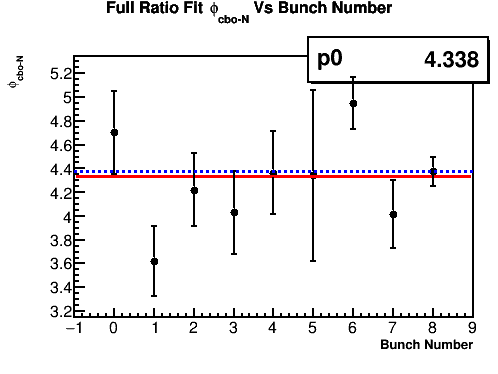 Full Ratio Fit ϕcbo-N Vs Bunch Number
p0 4.338
ϕcbo-N
5.2
5
4.8
4.6
4.4
4.2
4
3.8
3.6
3.4
3.2
−1 0 1 2 3 4 5 6 7 8 9
Bunch Number